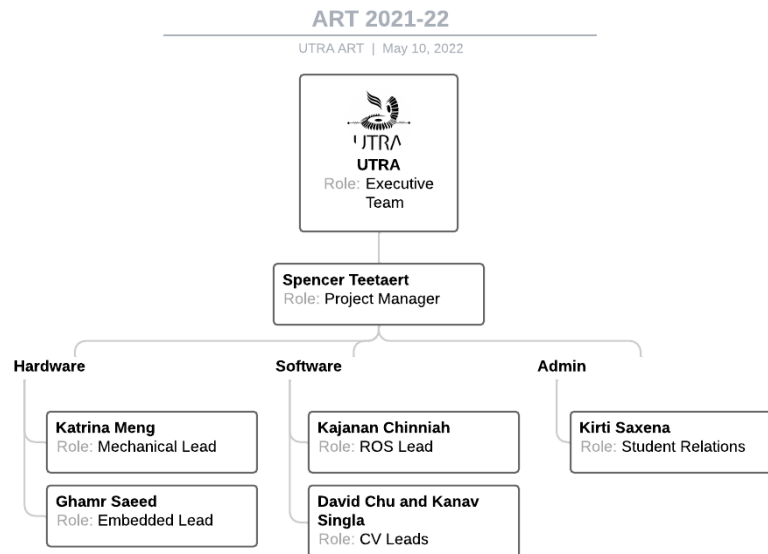 ART 2021-22
UTRA ART | May 10, 2022
UTRA
UTRA
Role: Executive
Team
Spencer Teetaert
Role: Project Manager
Hardware
Software
Admin
Katrina Meng
Role: Mechanical Lead
Kajanan Chinniah
Role: ROS Lead
Kirti Saxena
Role: Student Relations
Ghamr Saeed
Role: Embedded Lead
David Chu and Kanav
Singla
Role: CV Leads